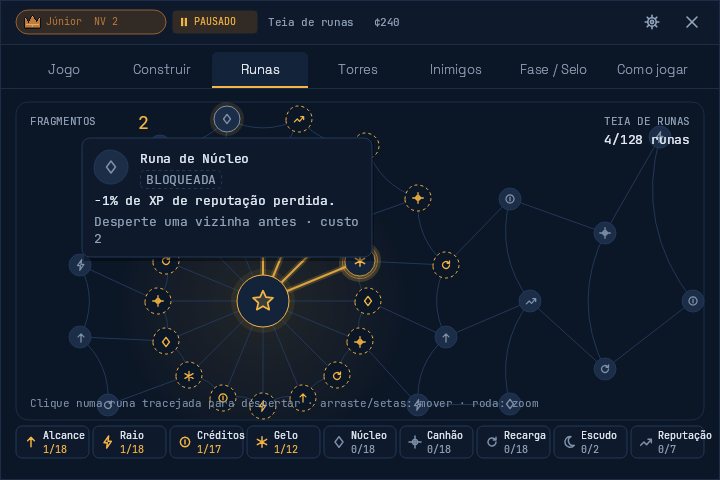 Júnior NV 2
PAUSADO
Teia de runas ₵240
Jogo Construir Runas Torres Inimigos Fase / Selo Como jogar
FRAGMENTOS 2
TEIA DE RUNAS
4/128 runas
Runa de Núcleo
BLOQUEADA
-1% de XP de reputação perdida.
Desperte uma vizinha antes · custo
2
Clique numa runa tracejada para despertar · arraste/setas: mover · roda: zoom
Alcance
1/18
Raio
1/18
Créditos
1/17
Gelo
1/12
Núcleo
0/18
Canhão
0/18
Recarga
0/18
Escudo
0/2
Reputação
0/7